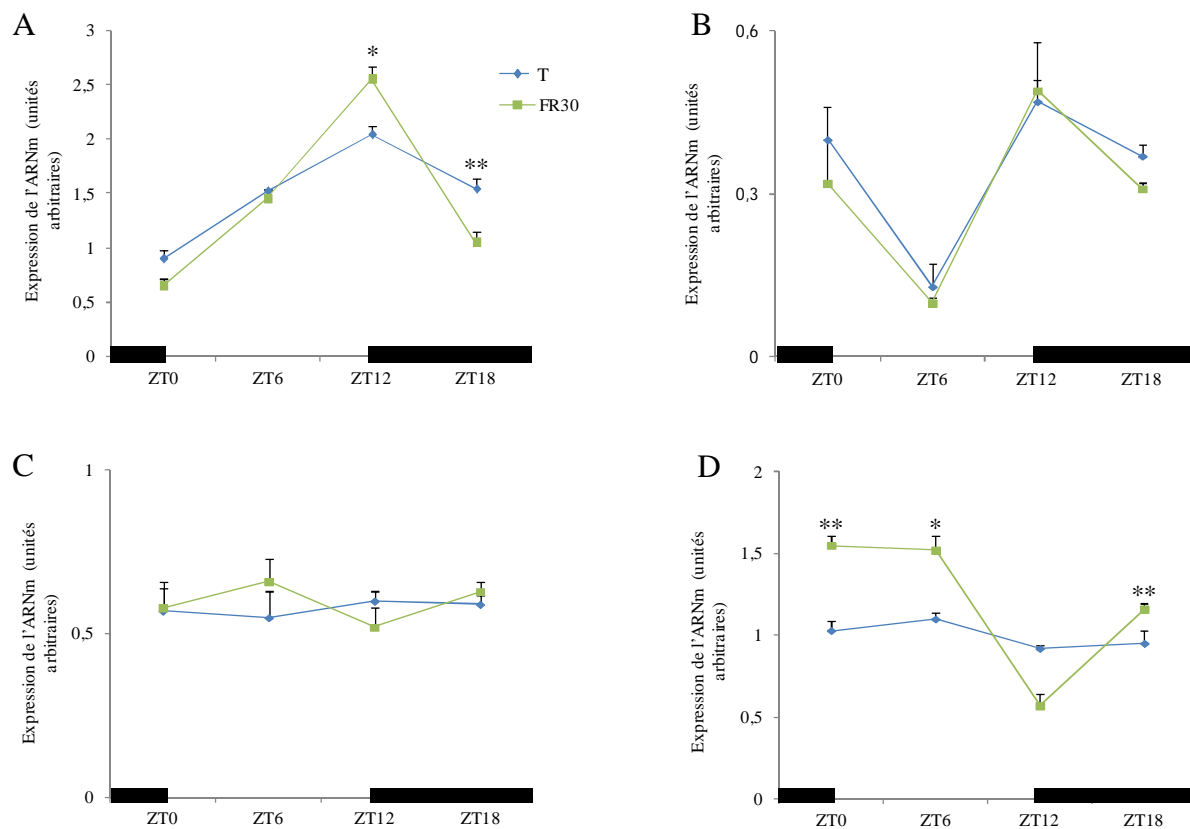 A
Expression de l’ARNm (unités
arbitraires)
3
2,5
2
1,5
1
0,5
0
*
**
T
FR30
ZT0 ZT6 ZT12 ZT18
B
Expression de l’ARNm (unités
arbitraires)
0,6
0,3
0
ZT0 ZT6 ZT12 ZT18
C
Expression de l’ARNm (unités
arbitraires)
1
0,5
0
ZT0 ZT6 ZT12 ZT18
D
Expression de l’ARNm (unités
arbitraires)
2
1,5
1
0,5
0
**
*
**
ZT0 ZT6 ZT12 ZT18